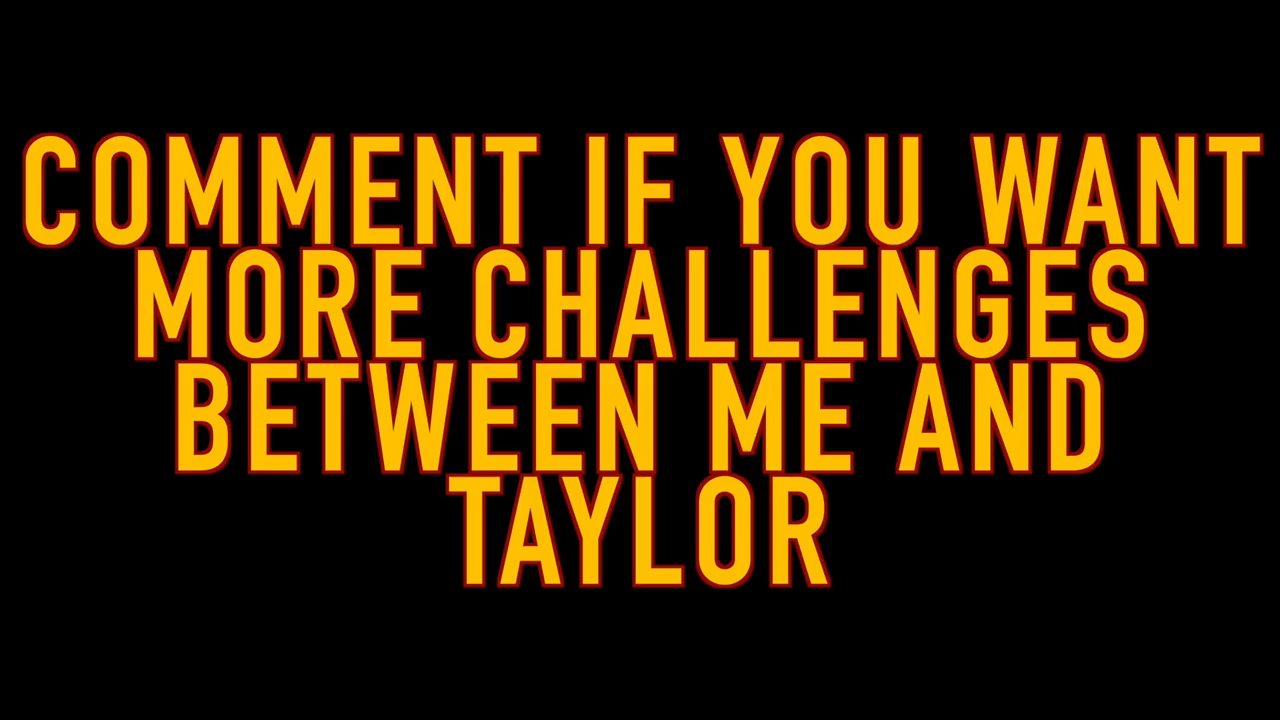 COMMENT IF YOU WANT
MORE CHALLENGES
BETWEEN ME AND
TAYLOR